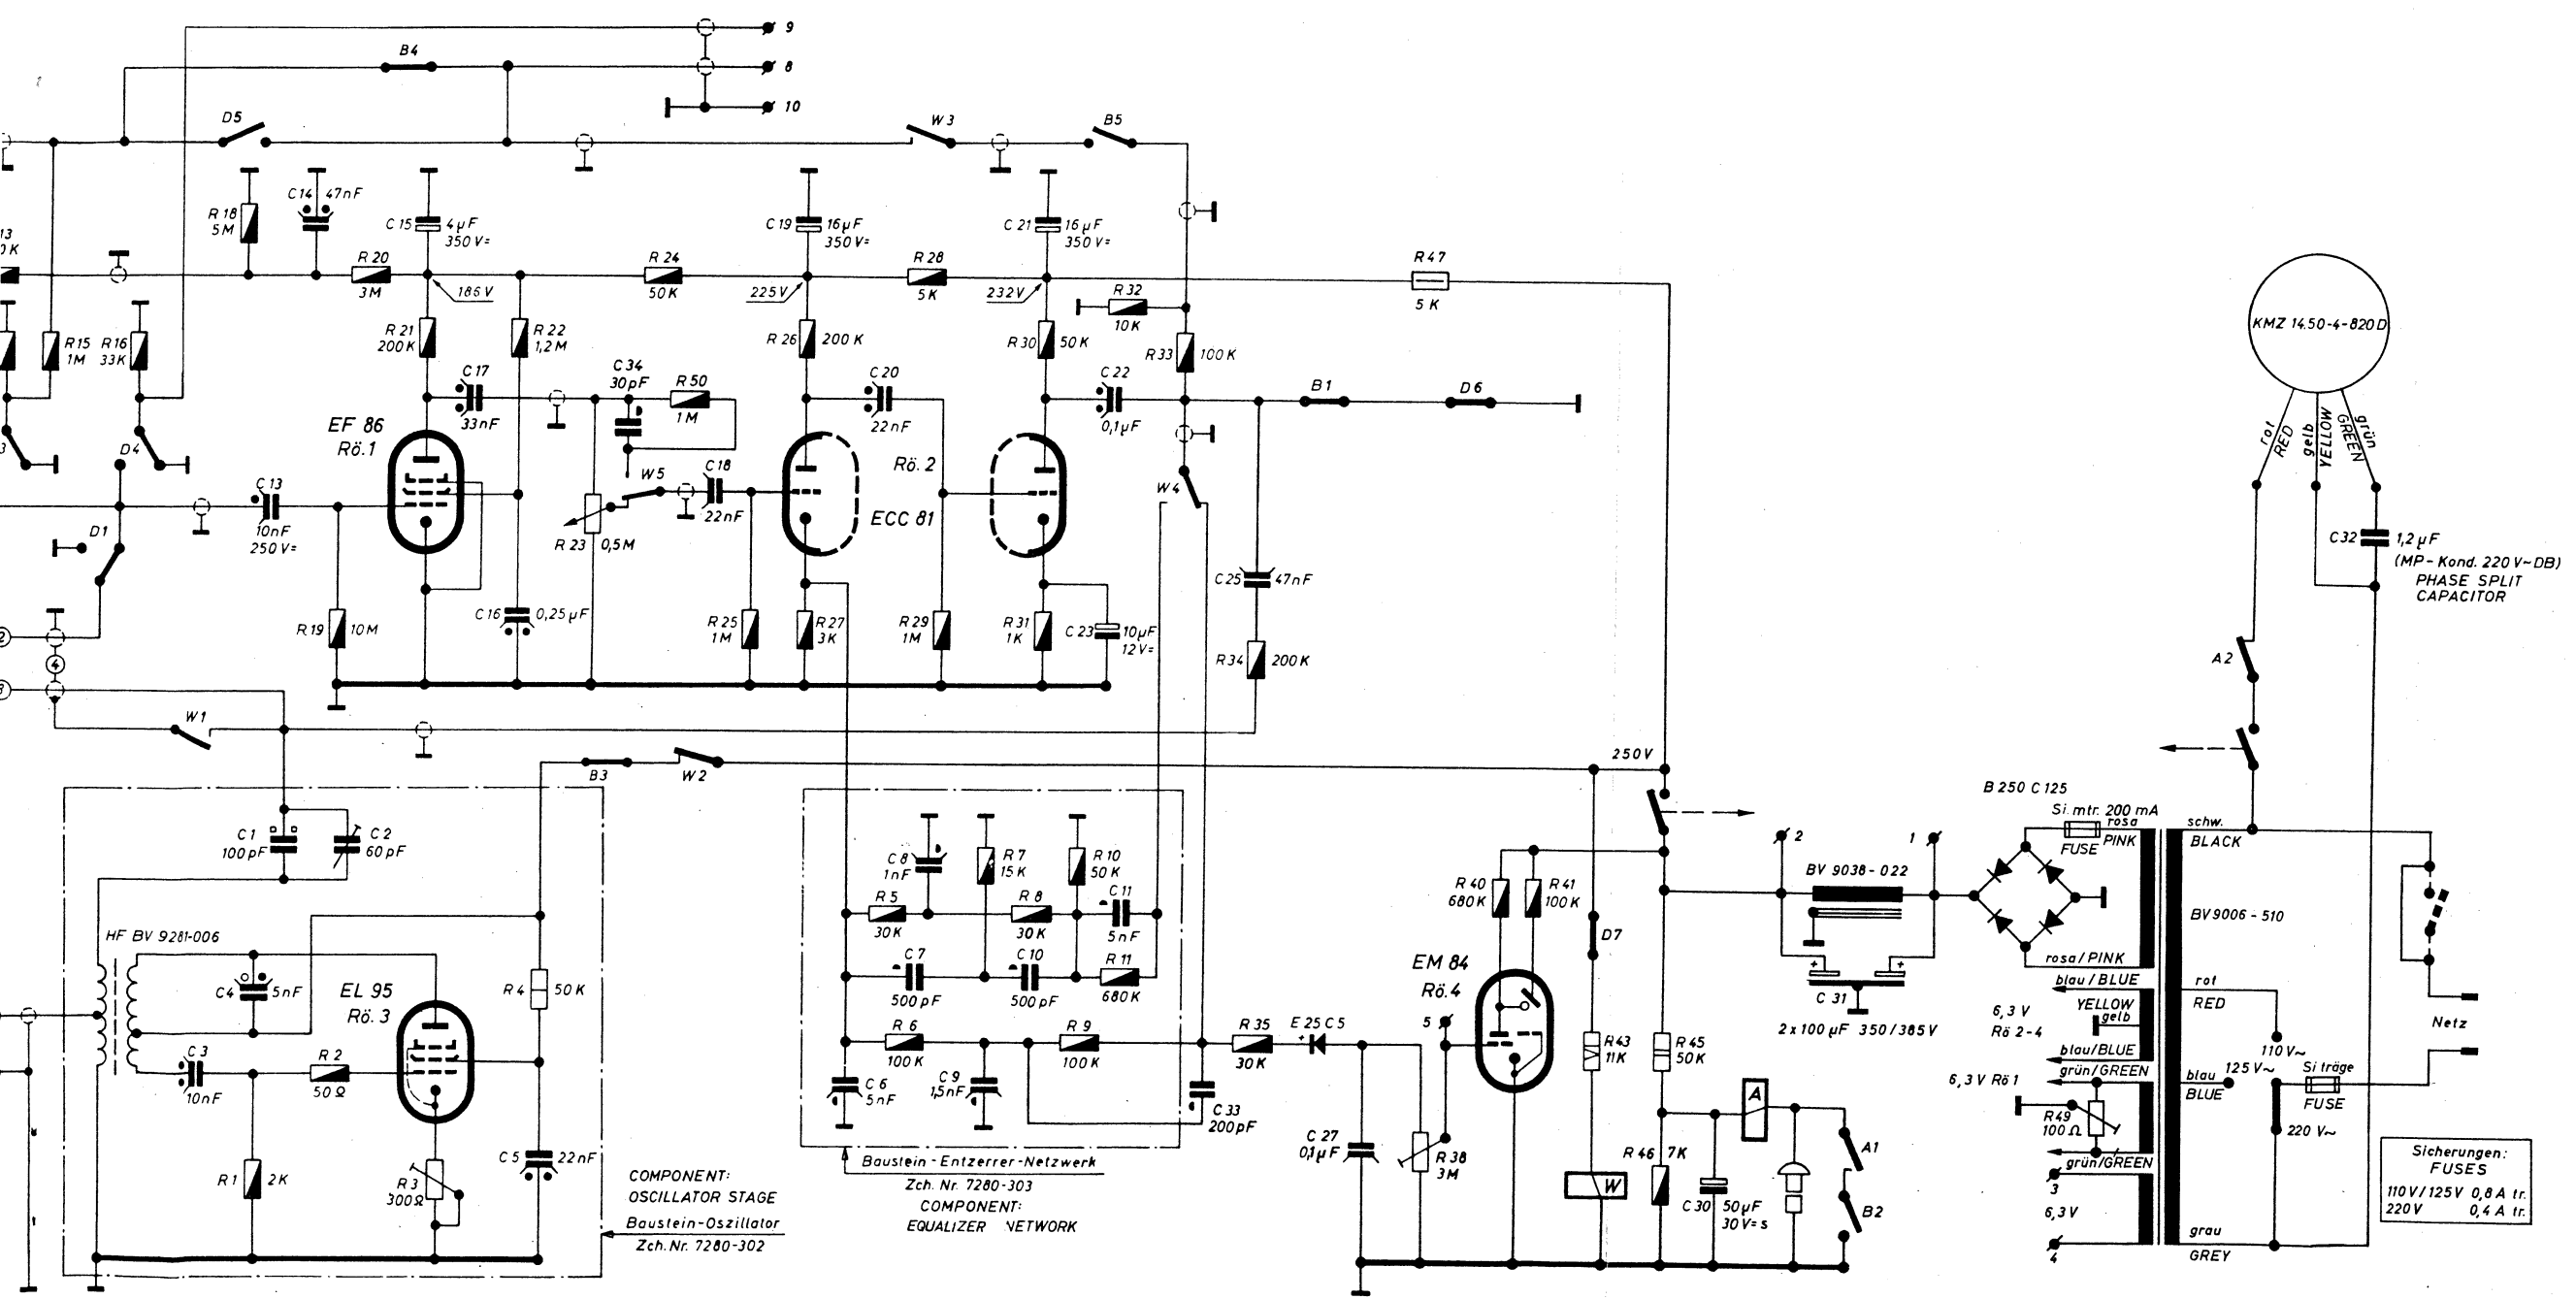 9
B4
8
10
D5
W3
B5
C14 47nF
R18
5M
C15 4µF
350V=
C19 16µF
350V=
C21 16µF
350V=
13
0K
R20
3M
185V
R24
50K
225V
R28
5K
232V
R47
5K
R32
10K
R15
1M
R16
33K
R21
200K
R22
1,2M
R26 200K
R30 50K
R33 100K
KMZ 14.50-4-820D
C17
33nF
C34
30pF
R50
1M
C20
22nF
C22
0,1µF
B1
D6
rot
RED
gelb
YELLOW
grün
GREEN
3
D4
EF 86
Rö.1
W5
C18
22nF
Rö. 2
ECC 81
W4
C13
10nF
250V=
D1
R23 0,5M
C32 1,2µF
(MP-Kond. 220V~DB)
PHASE SPLIT
CAPACITOR
C25 47nF
2
R19 10M
C16 0,25µF
R25
1M
R27
3K
R29
1M
R31
1K
C23 10µF
12V=
4
R34 200K
A2
W1
B3
W2
250V
C1
100pF
C2
60pF
B250 C125
Si.mtr. 200mA
rosa
FUSE
PINK
schw.
BLACK
2
1
C8
1nF
R7
15K
R10
50K
R5
30K
R8
30K
C11
5nF
R40
680K
R41
100K
BV 9038-022
BV9006-510
D7
HF BV 9281-006
C4 5nF
EL 95
Rö. 3
R4 50K
C7
500pF
C10
500pF
R11
680K
EM 84
Rö.4
rosa/PINK
C31
2x100µF 350/385V
blau/BLUE
YELLOW
gelb
6,3V
Rö 2-4
blau/BLUE
rot
RED
Netz
110V~
125V~
C3
10nF
R2
50Ω
R6
100K
R9
100K
R35
30K
E25C5
5
R43
11K
R45
50K
grün/GREEN
6,3V Rö1
R49
100Ω
blau
BLUE
Si träge
FUSE
220V~
C6
5nF
C9
1,5nF
C33
200pF
C27
0,1µF
R38
3M
A
A1
R46 7K
W
C30 50µF
30V=s
B2
grün/GREEN
3
6,3V
4
grau
GREY
Sicherungen:
FUSES
110V/125V 0,8A tr.
220V 0,4A tr.
R1 2K
R3
300Ω
C5 22nF
COMPONENT:
OSCILLATOR STAGE
Baustein-Oszillator
Zch.Nr. 7280-302
Baustein-Entzerrer-Netzwerk
Zch. Nr. 7280-303
COMPONENT:
EQUALIZER NETWORK